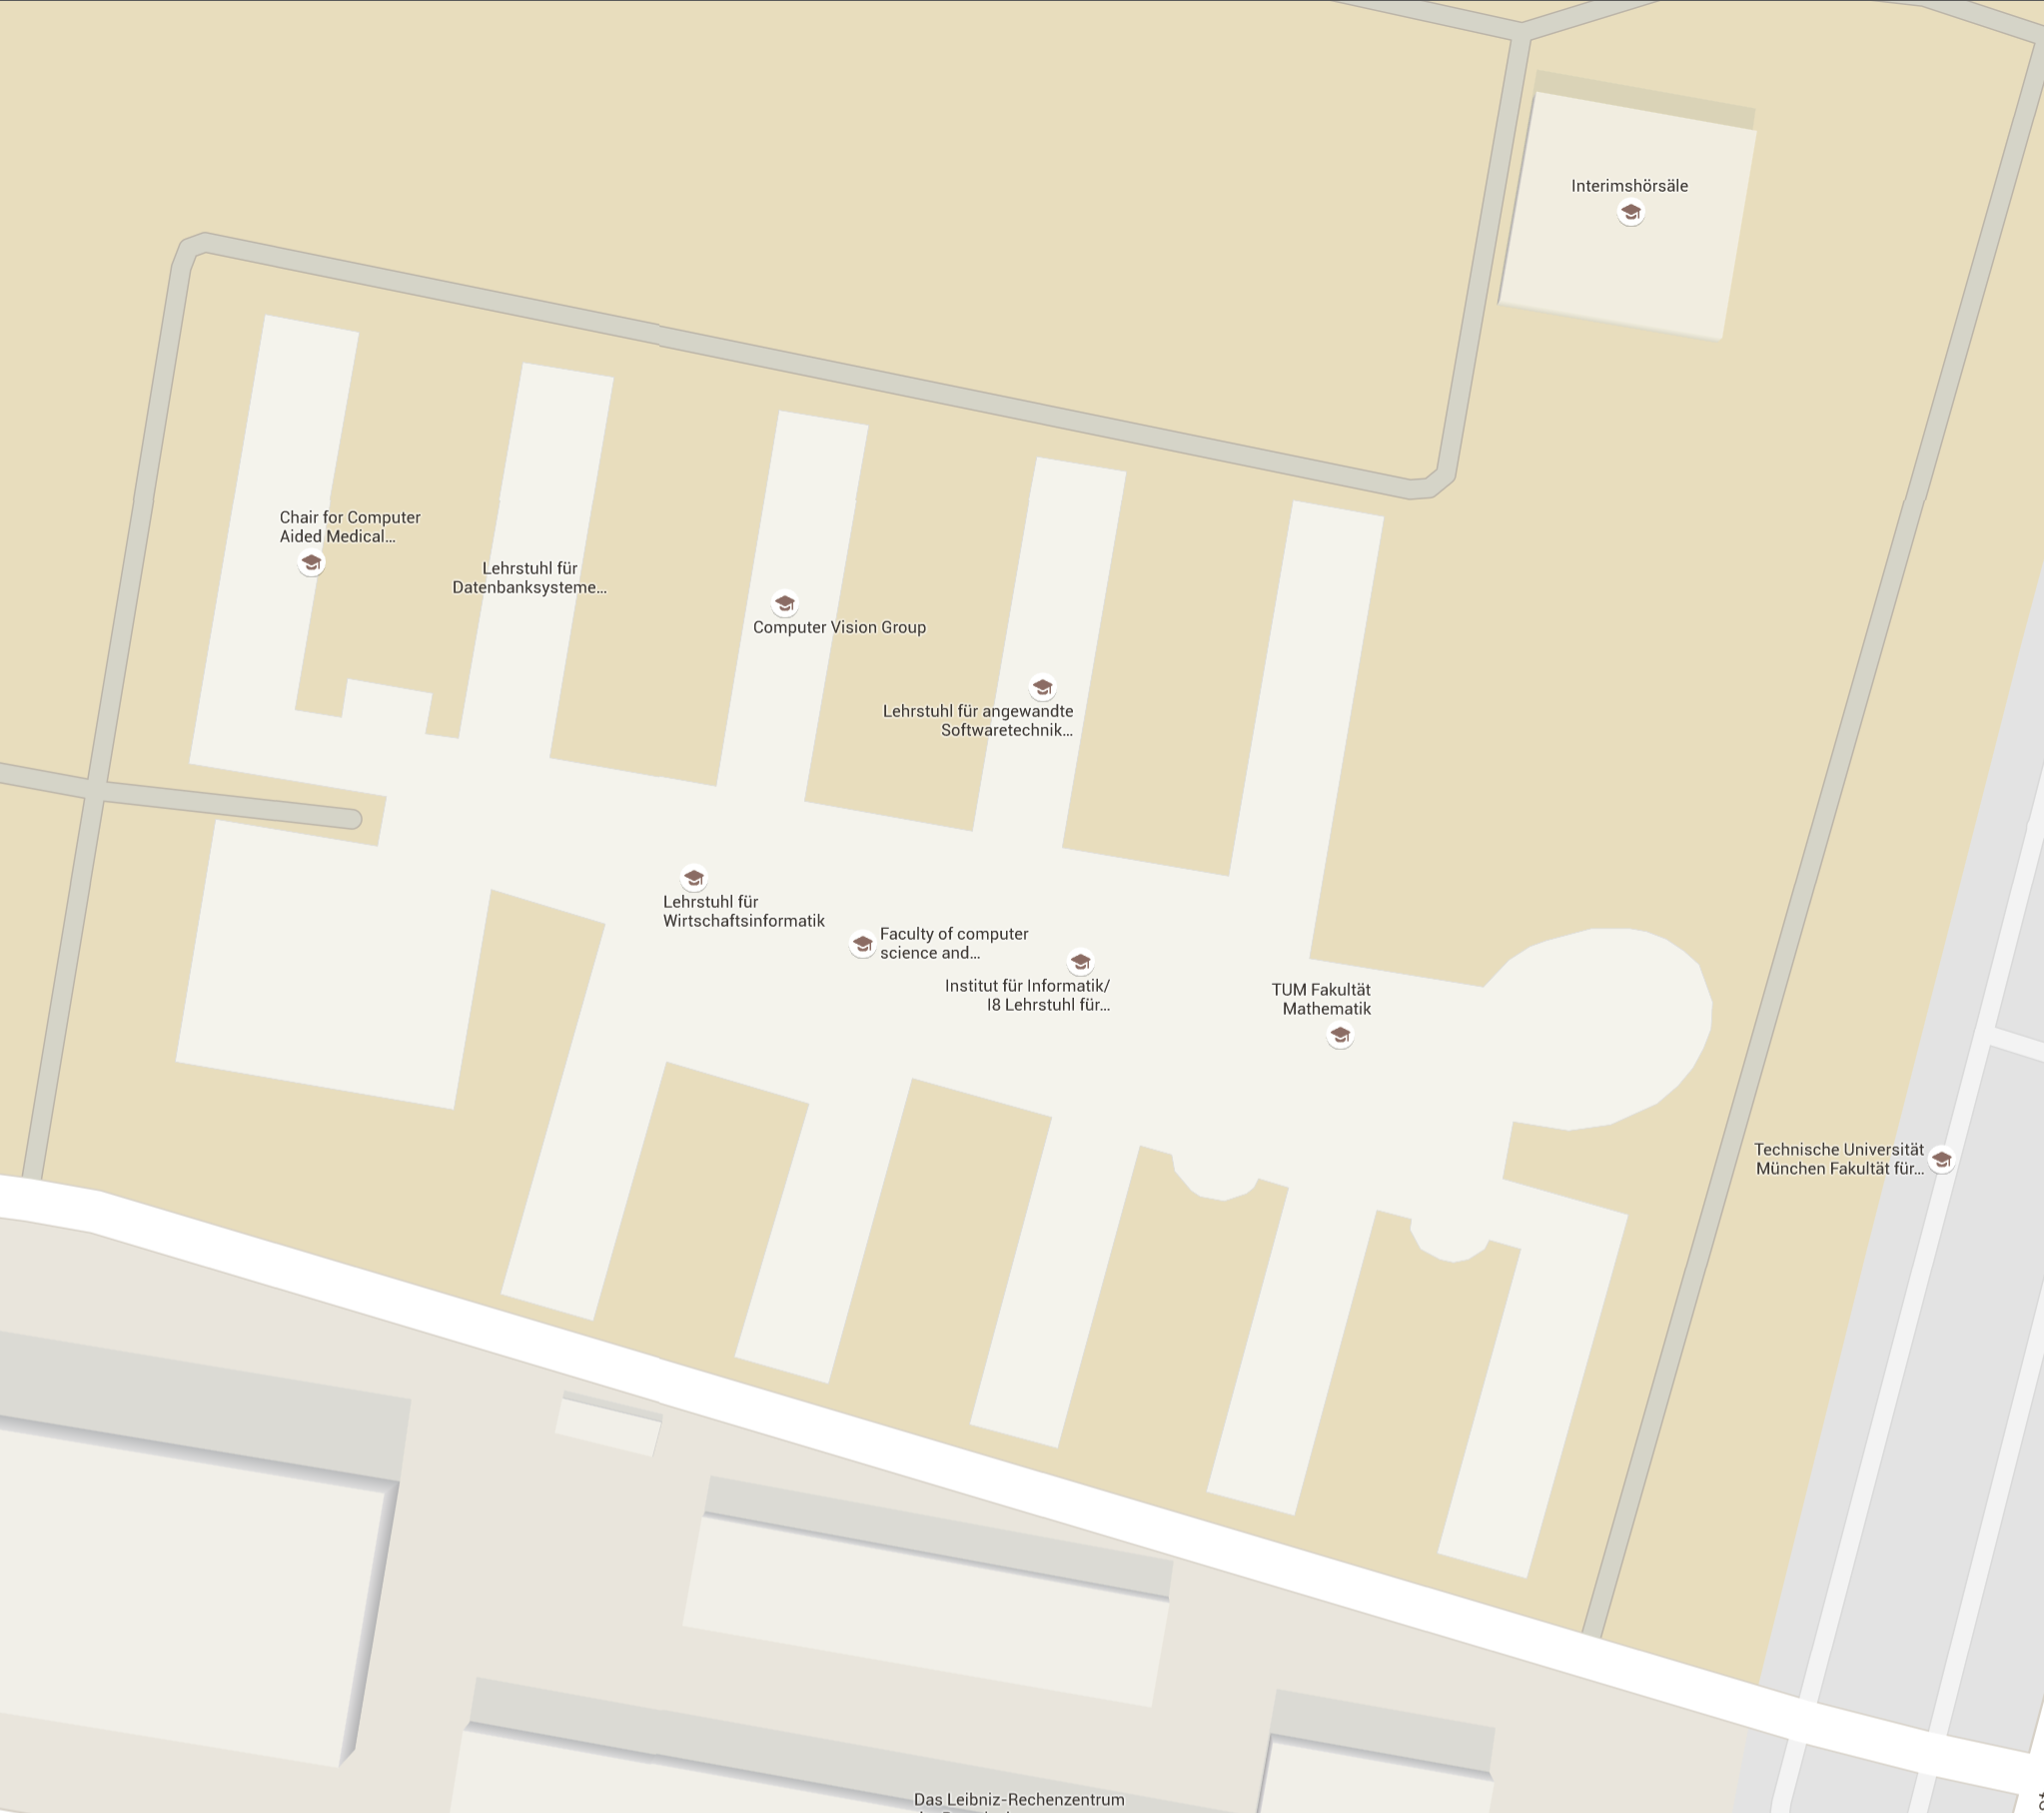 Interimshörsäle
Chair for Computer
Aided Medical...
Lehrstuhl für
Datenbanksysteme...
Computer Vision Group
Lehrstuhl für angewandte
Softwaretechnik...
Lehrstuhl für
Wirtschaftsinformatik
Faculty of computer
science and...
Institut für Informatik/
I8 Lehrstuhl für...
TUM Fakultät
Mathematik
Technische Universität
München Fakultät für...
Das Leibniz-Rechenzentrum